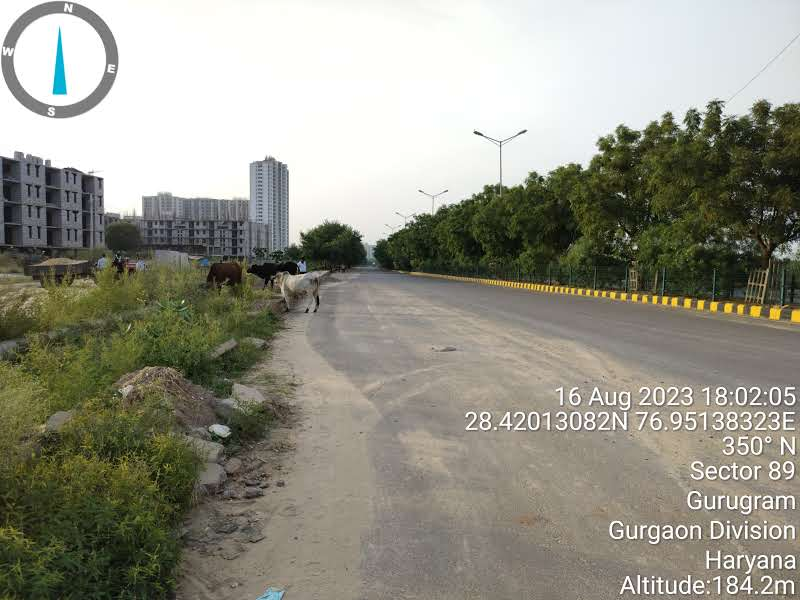 N
W
E
S
16 Aug 2023 18:02:05
28.42013082N 76.95138323E
350° N
Sector 89
Gurugram
Gurgaon Division
Haryana
Altitude:184.2m